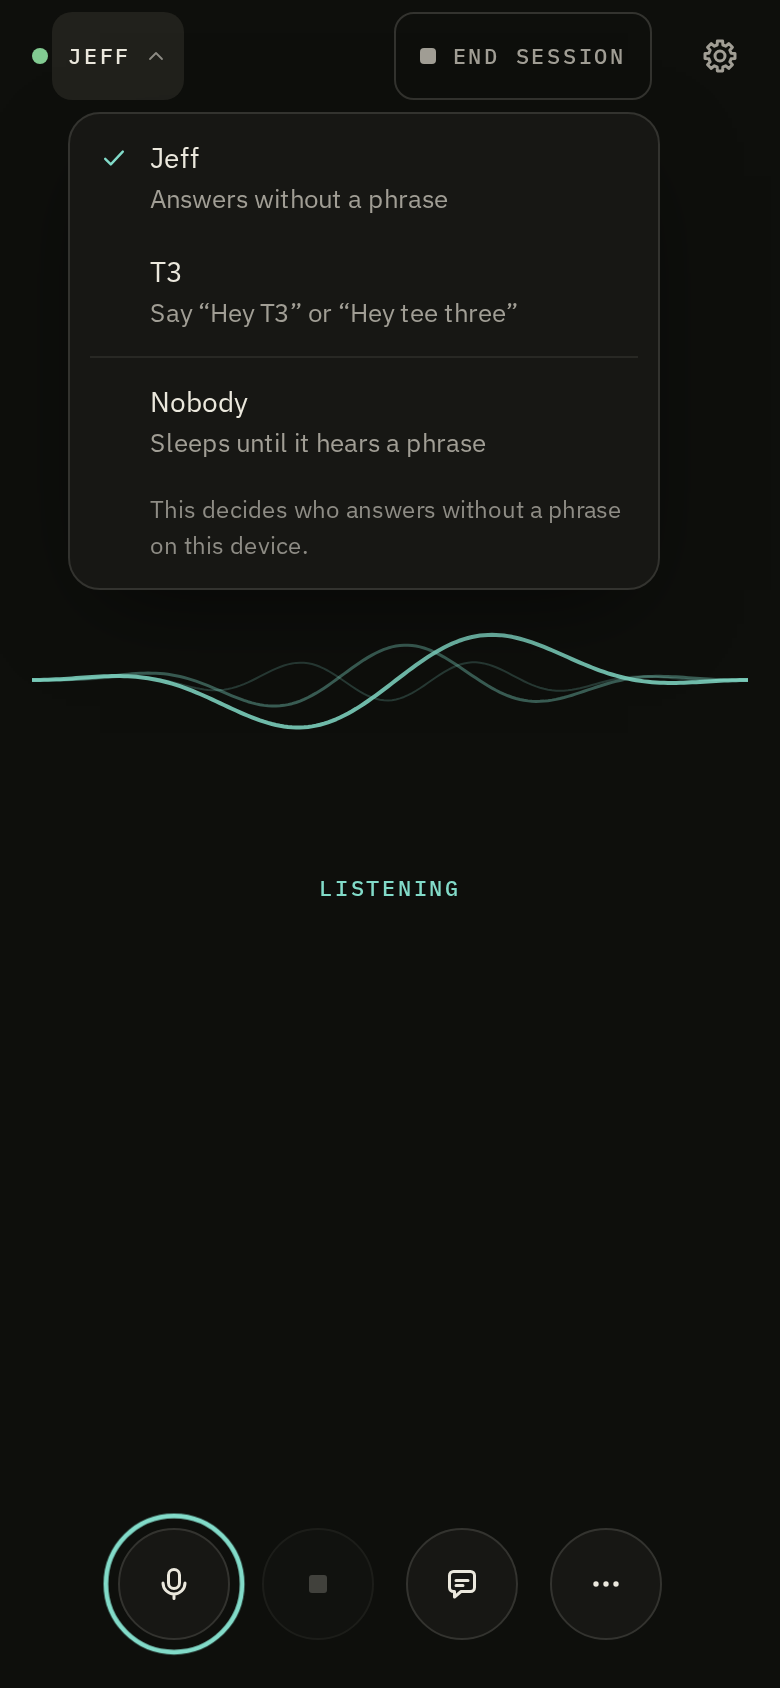 JEFF
END SESSION
Jeff
Answers without a phrase
T3
Say “Hey T3” or “Hey tee three”
Nobody
Sleeps until it hears a phrase
This decides who answers without a phrase
on this device.
LISTENING